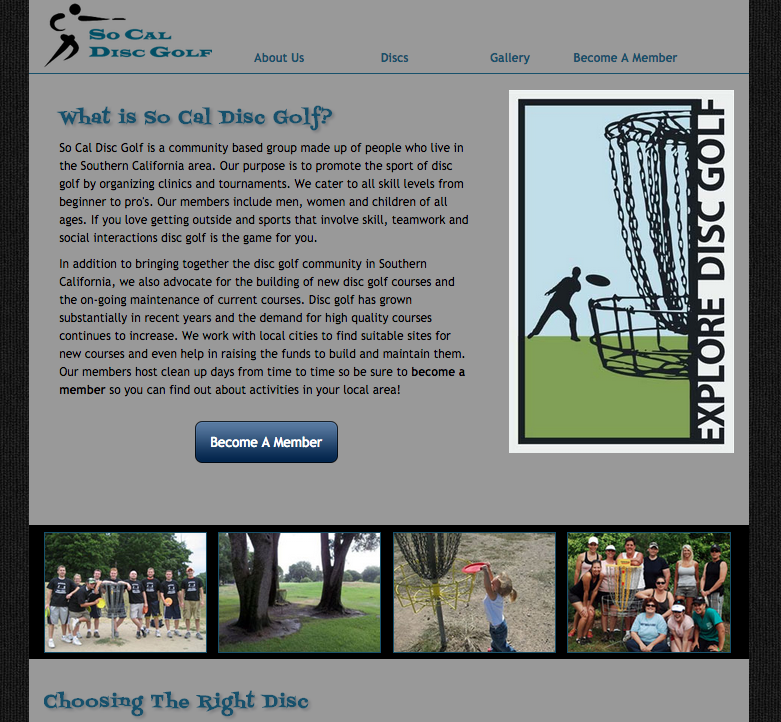 So Cal
Disc Golf
About Us
Discs
Gallery
Become A Member
What is So Cal Disc Golf?
So Cal Disc Golf is a community based group made up of people who live in
the Southern California area. Our purpose is to promote the sport of disc
golf by organizing clinics and tournaments. We cater to all skill levels from
beginner to pro's. Our members include men, women and children of all
ages. If you love getting outside and sports that involve skill, teamwork and
social interactions disc golf is the game for you.
In addition to bringing together the disc golf community in Southern
California, we also advocate for the building of new disc golf courses and
the on-going maintenance of current courses. Disc golf has grown
substantially in recent years and the demand for high quality courses
continues to increase. We work with local cities to find suitable sites for
new courses and even help in raising the funds to build and maintain them.
Our members host clean up days from time to time so be sure to become a
member so you can find out about activities in your local area!
Become A Member
EXPLORE DISC GOLF
Choosing The Right Disc